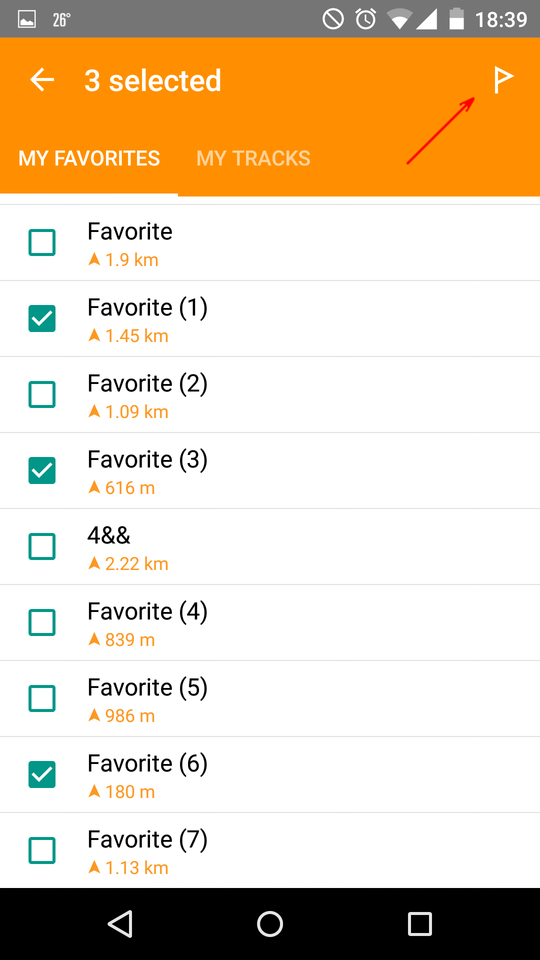 26° 18:39
3 selected
MY FAVORITES MY TRACKS
Favorite
1.9 km
Favorite (1)
1.45 km
Favorite (2)
1.09 km
Favorite (3)
616 m
4&&
2.22 km
Favorite (4)
839 m
Favorite (5)
986 m
Favorite (6)
180 m
Favorite (7)
1.13 km